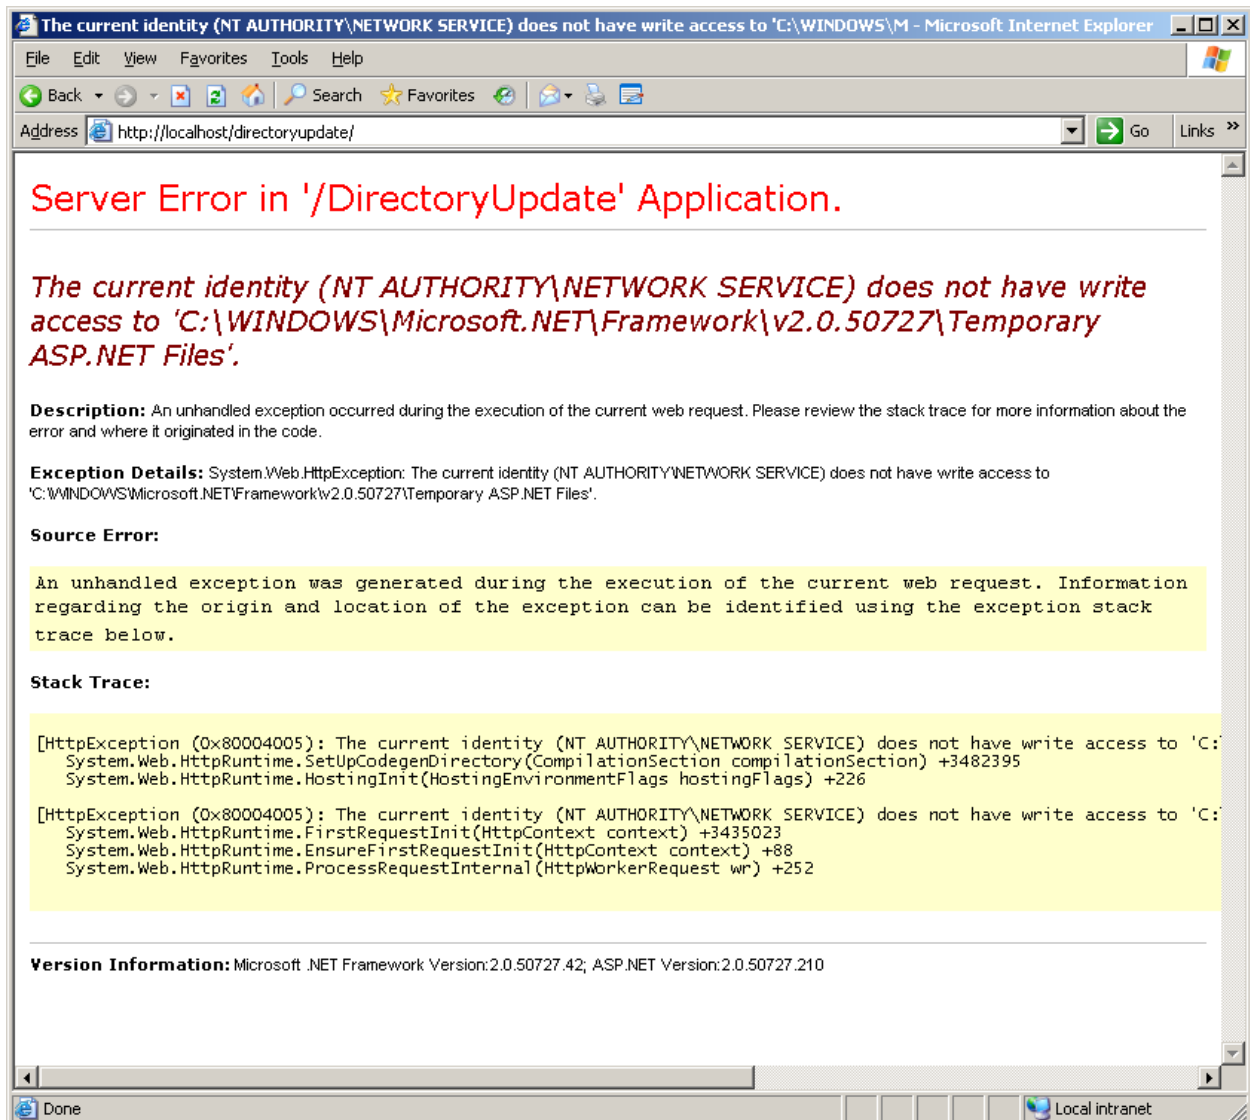 The current identity (NT AUTHORITY\NETWORK SERVICE) does not have write access to 'C:\WINDOWS\M - Microsoft Internet Explorer
File Edit View Favorites Tools Help
Back Search Favorites
Address http://localhost/directoryupdate/ Go Links »
Server Error in '/DirectoryUpdate' Application.
The current identity (NT AUTHORITY\NETWORK SERVICE) does not have write
access to 'C:\WINDOWS\Microsoft.NET\Framework\v2.0.50727\Temporary
ASP.NET Files'.
Description: An unhandled exception occurred during the execution of the current web request. Please review the stack trace for more information about the
error and where it originated in the code.
Exception Details: System.Web.HttpException: The current identity (NT AUTHORITY\NETWORK SERVICE) does not have write access to
'C:\WINDOWS\Microsoft.NET\Framework\v2.0.50727\Temporary ASP.NET Files'.
Source Error:
An unhandled exception was generated during the execution of the current web request. Information
regarding the origin and location of the exception can be identified using the exception stack
trace below.
Stack Trace:
[HttpException (0x80004005): The current identity (NT AUTHORITY\NETWORK SERVICE) does not have write access to 'C:\
System.Web.HttpRuntime.SetUpCodegenDirectory(CompilationSection compilationSection) +3482395
System.Web.HttpRuntime.HostingInit(HostingEnvironmentFlags hostingFlags) +226
[HttpException (0x80004005): The current identity (NT AUTHORITY\NETWORK SERVICE) does not have write access to 'C:\
System.Web.HttpRuntime.FirstRequestInit(HttpContext context) +3435023
System.Web.HttpRuntime.EnsureFirstRequestInit(HttpContext context) +88
System.Web.HttpRuntime.ProcessRequestInternal(HttpWorkerRequest wr) +252
Version Information: Microsoft .NET Framework Version:2.0.50727.42; ASP.NET Version:2.0.50727.210
Done Local intranet